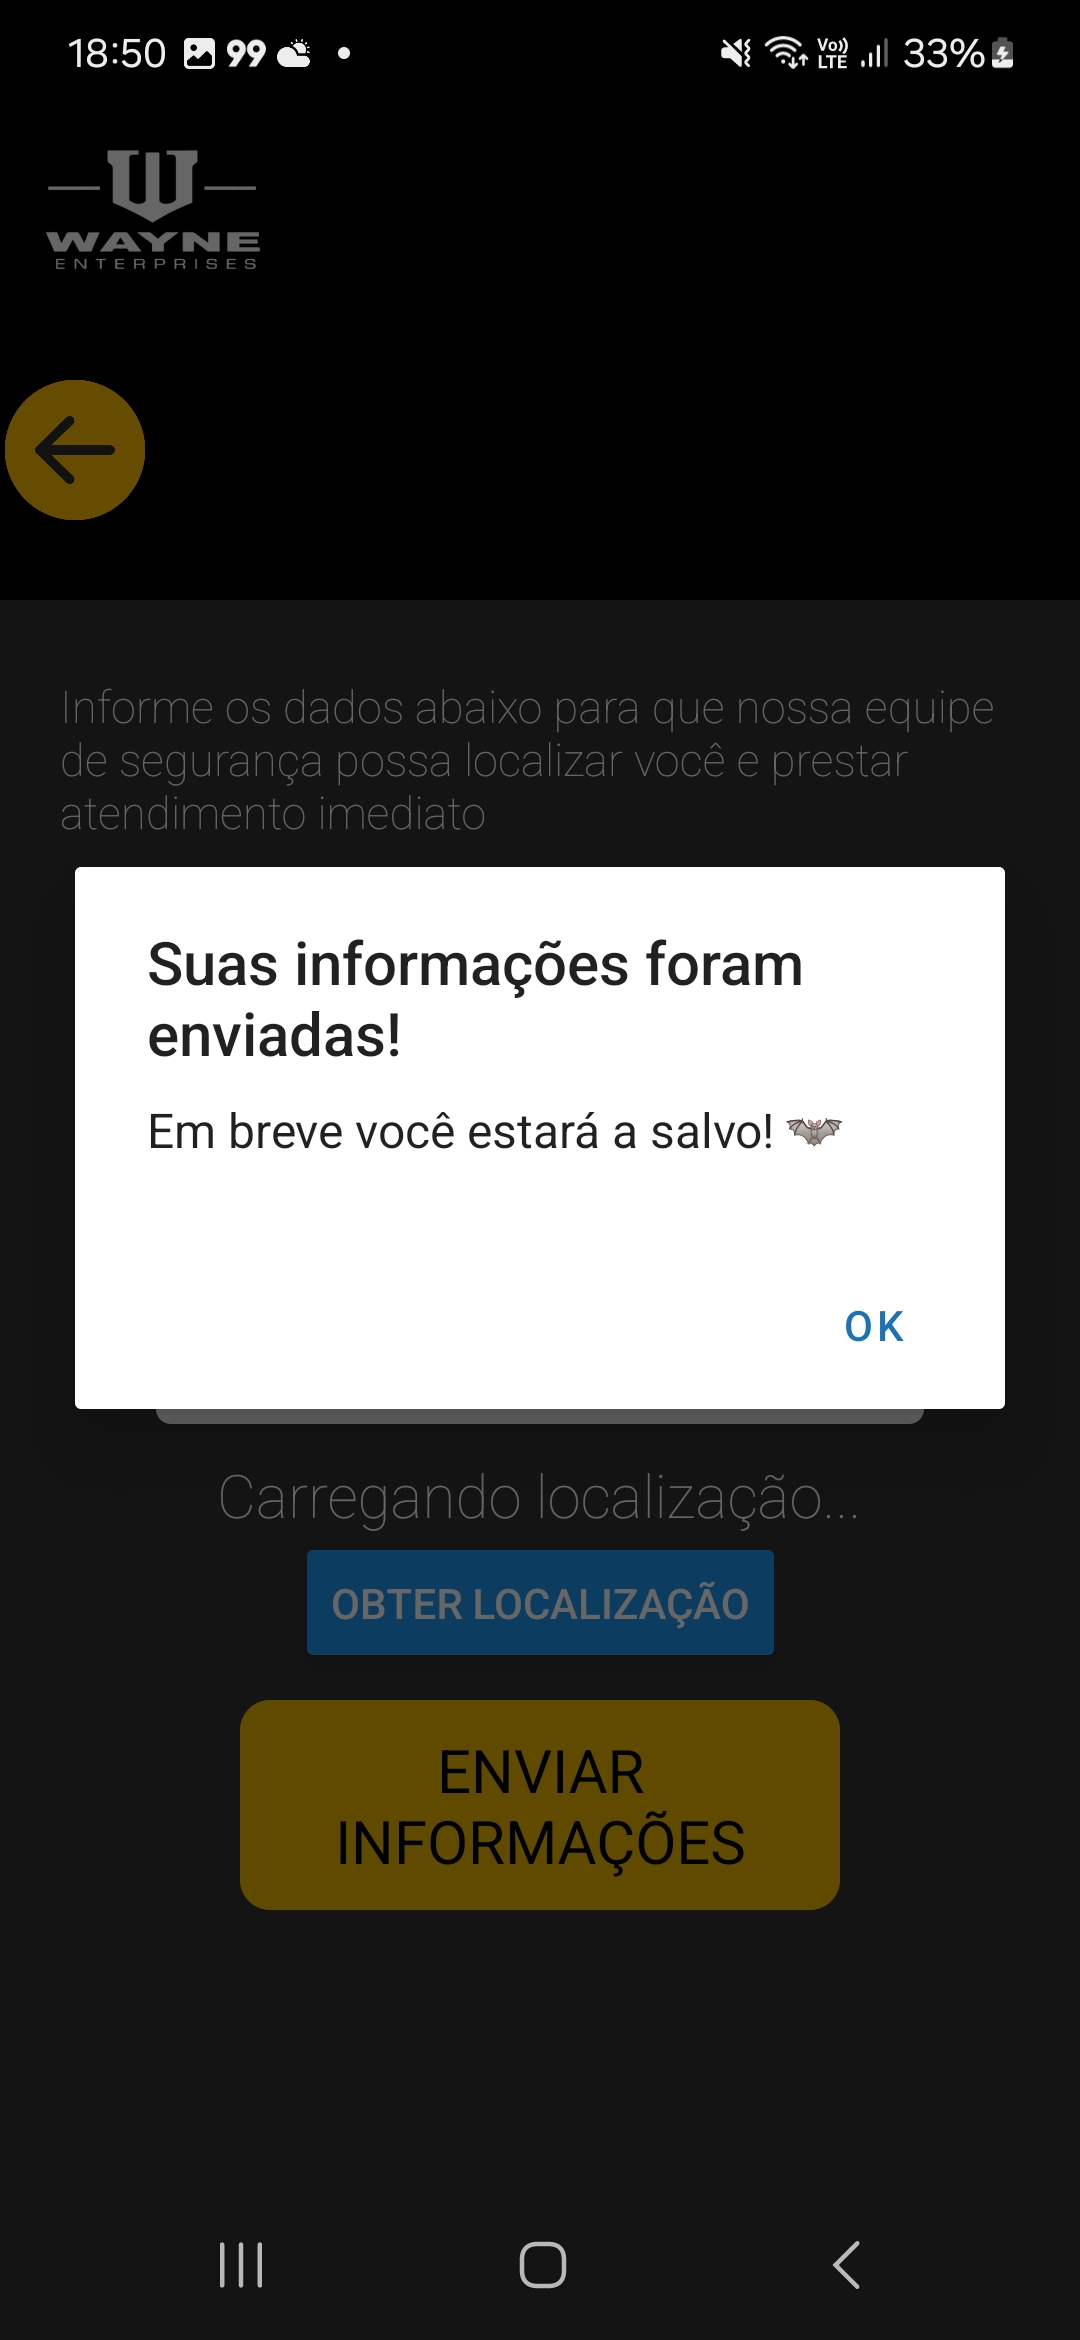 18:50 99 Vo)) LTE 33%
WAYNE
ENTERPRISES
Informe os dados abaixo para que nossa equipe
de segurança possa localizar você e prestar
atendimento imediato
Suas informações foram
enviadas!
Em breve você estará a salvo! 🦇
OK
Carregando localização...
OBTER LOCALIZAÇÃO
ENVIAR
INFORMAÇÕES